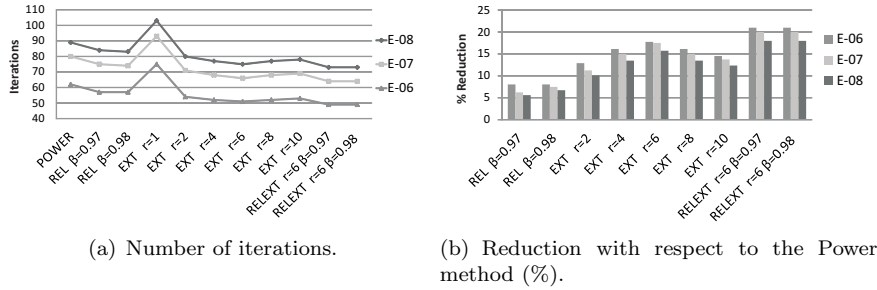 110
100
90
80
70
60
50
40
Iterations
E-08
E-07
E-06
POWER
REL β=0.97
REL β=0.98
EXT r=1
EXT r=2
EXT r=4
EXT r=6
EXT r=8
EXT r=10
RELEXT r=6 β=0.97
RELEXT r=6 β=0.98
(a) Number of iterations.
25
20
15
10
5
0
% Reduction
E-06
E-07
E-08
REL β=0.97
REL β=0.98
EXT r=2
EXT r=4
EXT r=6
EXT r=8
EXT r=10
RELEXT r=6 β=0.97
RELEXT r=6 β=0.98
(b) Reduction with respect to the Power
method (%).